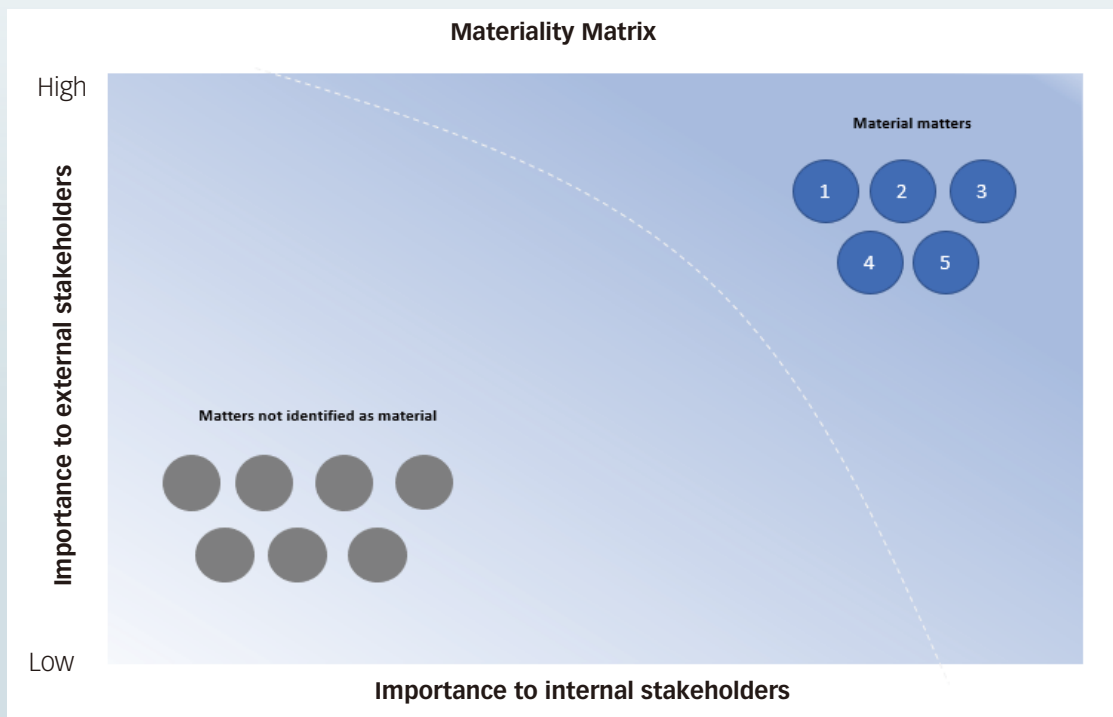 Materiality Matrix
High
Material matters
1 2 3
4 5
Importance to external stakeholders
Matters not identified as material
Low
Importance to internal stakeholders